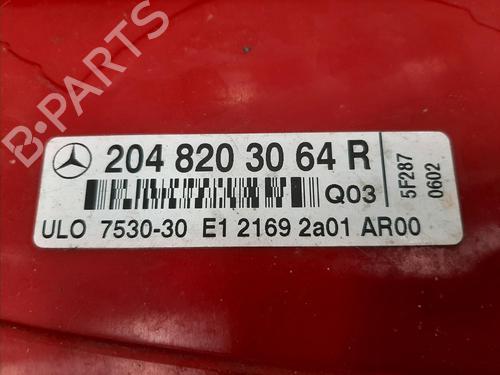 B-PARTS
204 820 30 64 R
Q03
5F287
0602
ULO 7530-30 E1 2169 2a01 AR00